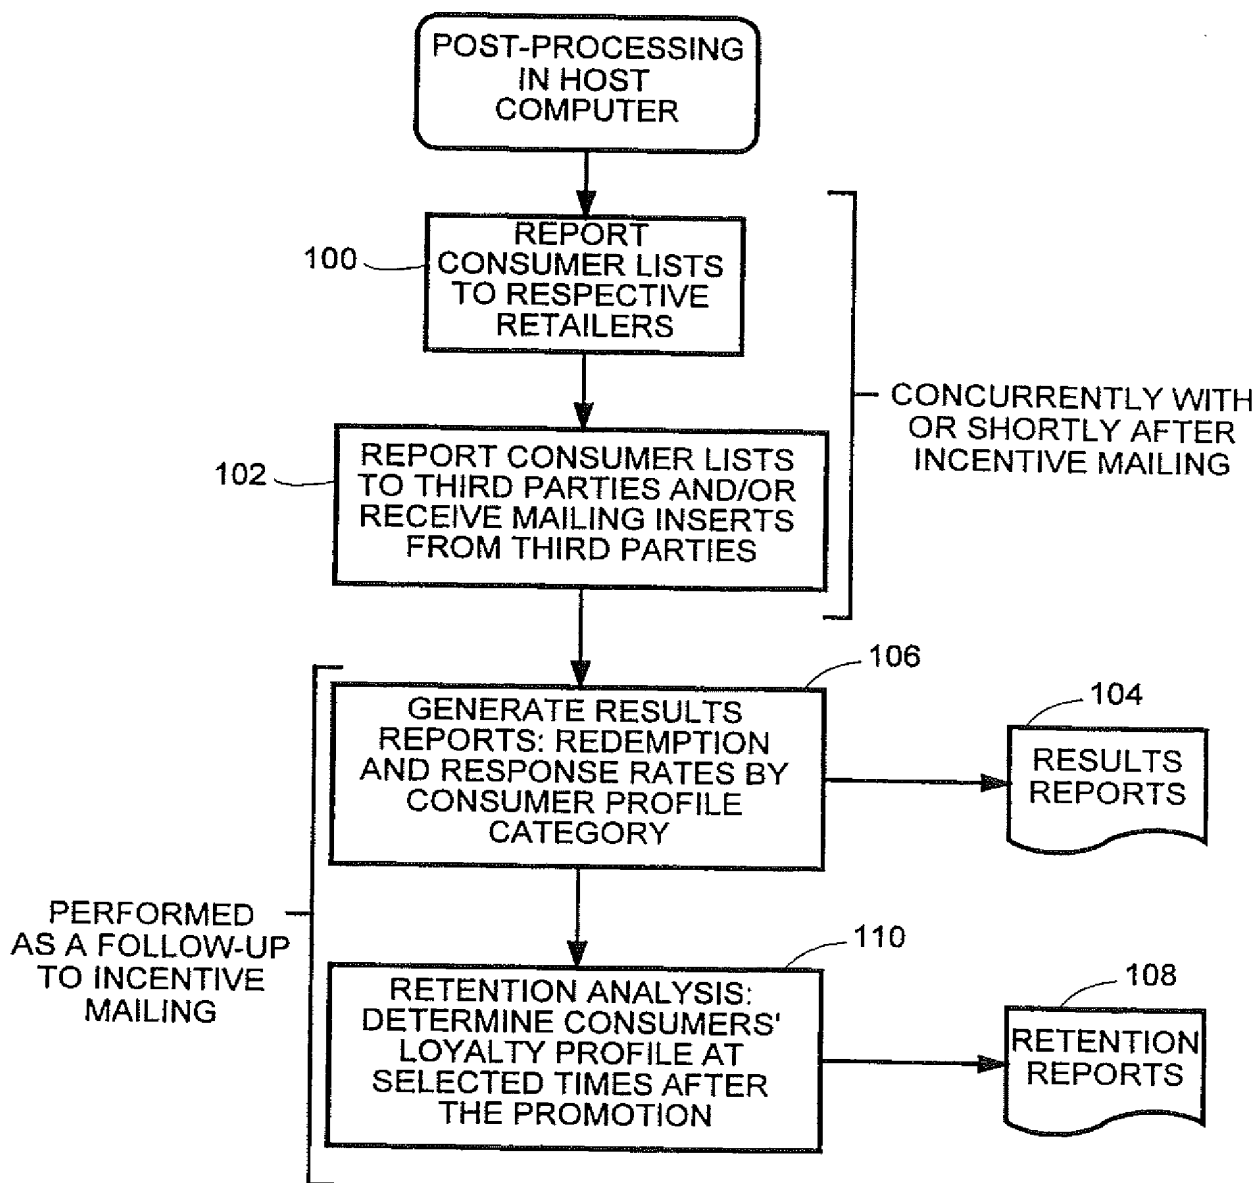 POST-PROCESSING
IN HOST
COMPUTER
100
REPORT
CONSUMER LISTS
TO RESPECTIVE
RETAILERS
CONCURRENTLY WITH
OR SHORTLY AFTER
INCENTIVE MAILING
102
REPORT CONSUMER LISTS
TO THIRD PARTIES AND/OR
RECEIVE MAILING INSERTS
FROM THIRD PARTIES
106
GENERATE RESULTS
REPORTS: REDEMPTION
AND RESPONSE RATES BY
CONSUMER PROFILE
CATEGORY
104
RESULTS
REPORTS
PERFORMED
AS A FOLLOW-UP
TO INCENTIVE
MAILING
110
RETENTION ANALYSIS:
DETERMINE CONSUMERS'
LOYALTY PROFILE AT
SELECTED TIMES AFTER
THE PROMOTION
108
RETENTION
REPORTS